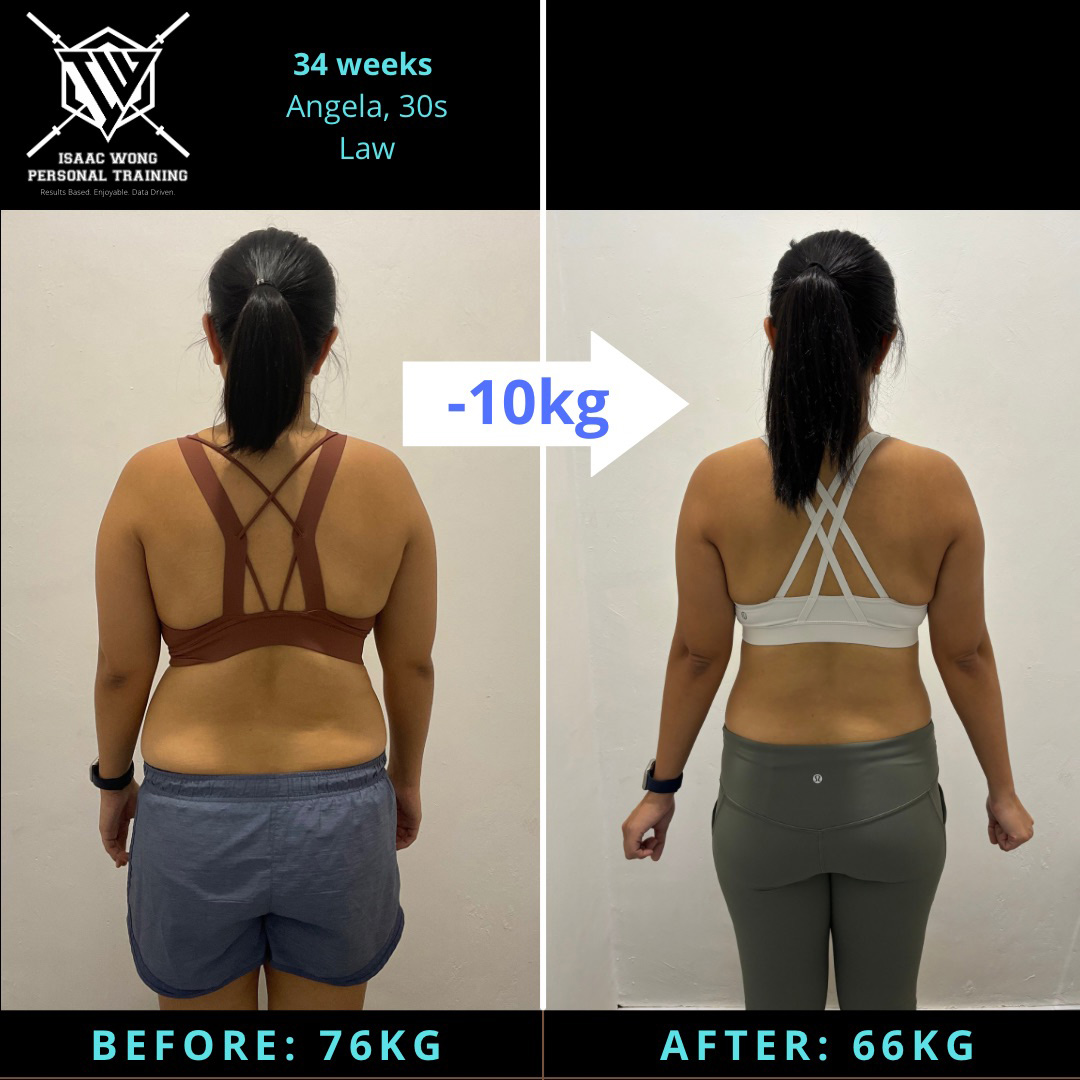 ISAAC WONG
PERSONAL TRAINING
Results Based. Enjoyable. Data Driven.
34 weeks
Angela, 30s
Law
-10kg
BEFORE: 76KG
AFTER: 66KG